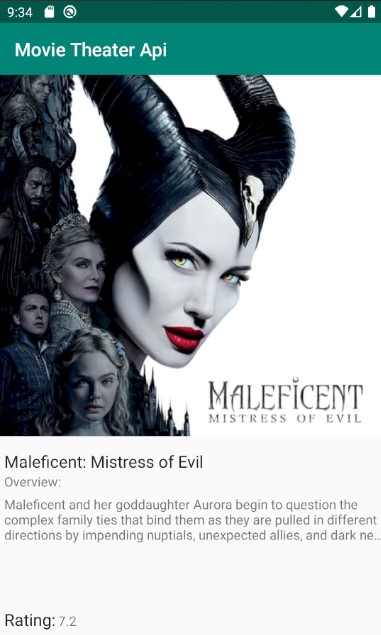 9:34
Movie Theater Api
MALEFICENT
MISTRESS OF EVIL
Maleficent: Mistress of Evil
Overview:
Maleficent and her goddaughter Aurora begin to question the
complex family ties that bind them as they are pulled in different
directions by impending nuptials, unexpected allies, and dark ne...
Rating: 7.2